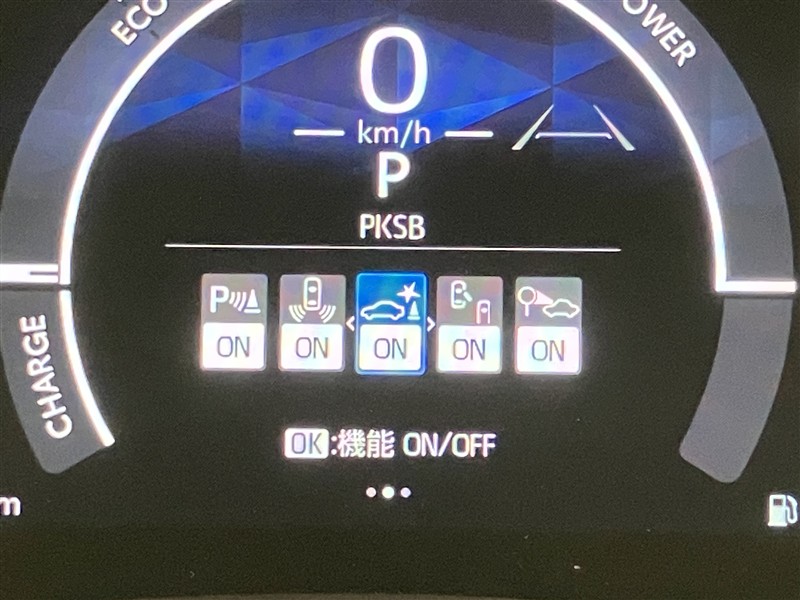 ECO
POWER
0
km/h
P
PKSB
P
ON ON ON ON ON
CHARGE
OK:機能 ON/OFF
m